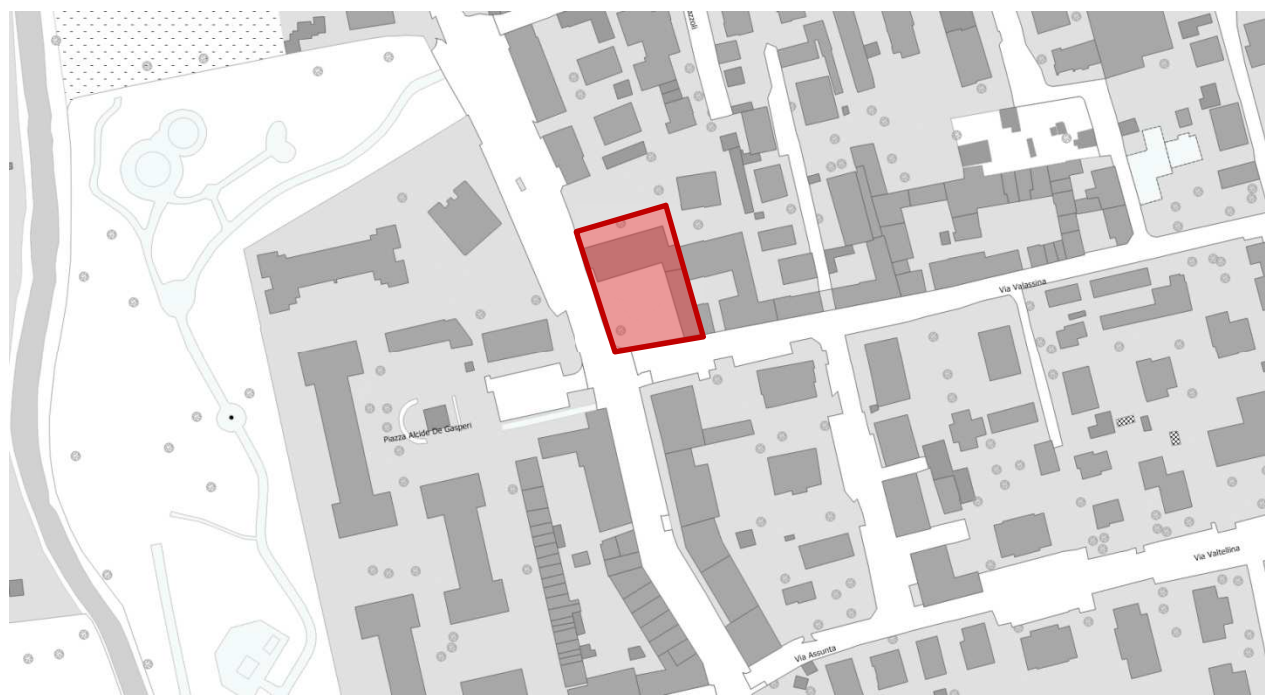 Via Valassina
Piazza Alcide De Gasperi
Via Valtellina
Via Assunta